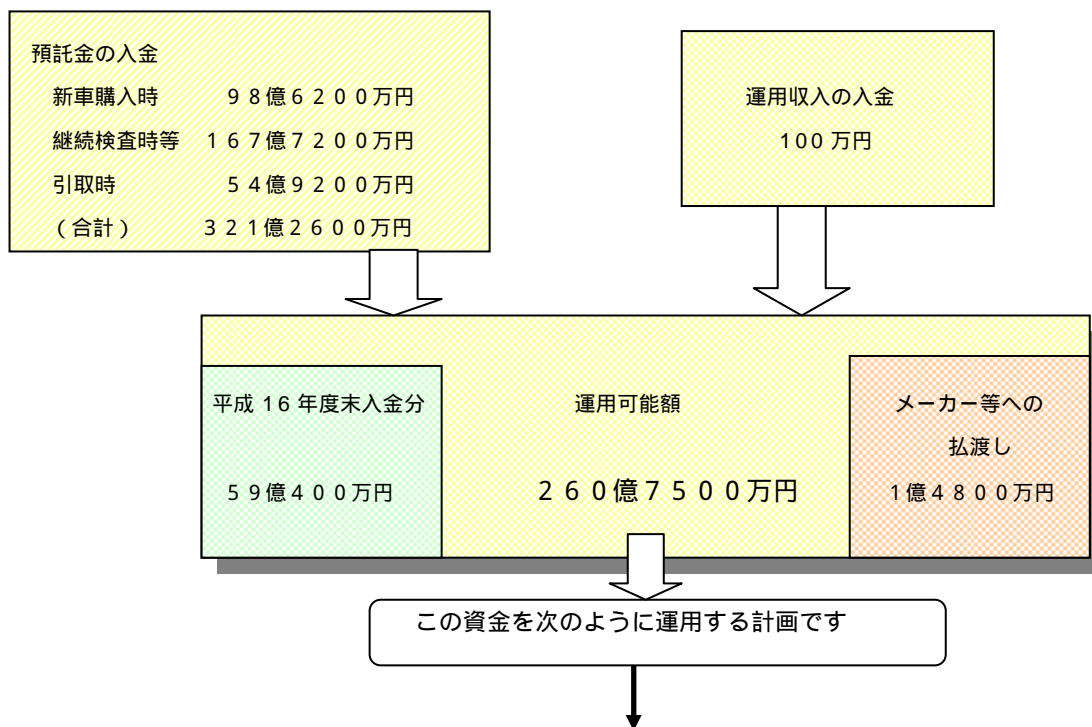 預託金の入金
新車購入時 98億6200万円
継続検査時等 167億7200万円
引取時 54億9200万円
(合計) 321億2600万円
運用収入の入金
100万円
平成16年度末入金分
59億400万円
運用可能額
260億7500万円
メーカー等への
払渡し
1億4800万円
この資金を次のように運用する計画です